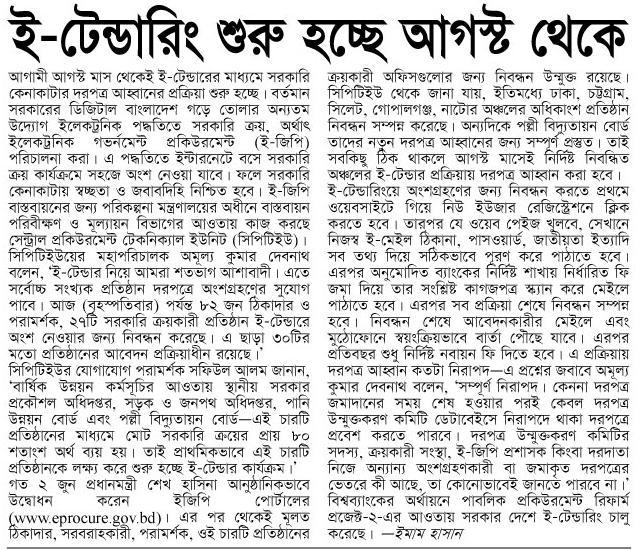 ই-টেন্ডারিং শুরু হচ্ছে আগস্ট থেকে
আগামী আগস্ট মাস থেকেই ই-টেন্ডারের মাধ্যমে সরকারি
কেনাকাটার দরপত্র আহ্বানের প্রক্রিয়া শুরু হচ্ছে। বর্তমান
সরকারের ডিজিটাল বাংলাদেশ গড়ে তোলার অন্যতম
উদ্যোগ ইলেকট্রনিক পদ্ধতিতে সরকারি ক্রয়, অর্থাৎ
ইলেকট্রনিক গভর্নমেন্ট প্রকিউরমেন্ট (ই-জিপি)
পরিচালনা করা। এ পদ্ধতিতে ইন্টারনেটে বসে সরকারি
ক্রয় কার্যক্রমে সহজে অংশ নেওয়া যাবে। ফলে সরকারি
কেনাকাটায় স্বচ্ছতা ও জবাবদিহি নিশ্চিত হবে। ই-জিপি
বাস্তবায়নের জন্য পরিকল্পনা মন্ত্রণালয়ের অধীনে বাস্তবায়ন
পরিবীক্ষণ ও মূল্যায়ন বিভাগের আওতায় কাজ করছে
সেন্ট্রাল প্রকিউরমেন্ট টেকনিক্যাল ইউনিট (সিপিটিইউ)।
সিপিটিইউয়ের মহাপরিচালক অমূল্য কুমার দেবনাথ
বলেন, ‘ই-টেন্ডার নিয়ে আমরা শতভাগ আশাবাদী। এতে
সর্বোচ্চ সংখ্যক প্রতিষ্ঠান দরপত্রে অংশগ্রহণের সুযোগ
পাবে। আজ (বৃহস্পতিবার) পর্যন্ত ৮২ জন ঠিকাদার ও
পরামর্শক, ২৭টি সরকারি ক্রয়কারী প্রতিষ্ঠান ই-টেন্ডারে
অংশ নেওয়ার জন্য নিবন্ধন করেছে। এ ছাড়া ৩০টির
মতো প্রতিষ্ঠানের আবেদন প্রক্রিয়াধীন রয়েছে।’
সিপিটিইউর যোগাযোগ পরামর্শক সফিউল আলম জানান,
‘বার্ষিক উন্নয়ন কর্মসূচির আওতায় স্থানীয় সরকার
প্রকৌশল অধিদপ্তর, সড়ক ও জনপথ অধিদপ্তর, পানি
উন্নয়ন বোর্ড এবং পল্লী বিদ্যুতায়ন বোর্ড—এই চারটি
প্রতিষ্ঠানের মাধ্যমে মোট সরকারি ক্রয়ের প্রায় ৮০
শতাংশ অর্থ ব্যয় হয়। তাই প্রাথমিকভাবে এই চারটি
প্রতিষ্ঠানকে লক্ষ্য করে শুরু হচ্ছে ই-টেন্ডার কার্যক্রম।’
গত ২ জুন প্রধানমন্ত্রী শেখ হাসিনা আনুষ্ঠানিকভাবে
উদ্বোধন করেন ইজিপি পোর্টালের
(www.eprocure.gov.bd)। এর পর থেকেই মূলত
ঠিকাদার, সরবরাহকারী, পরামর্শক, ওই চারটি প্রতিষ্ঠানের
ক্রয়কারী অফিসগুলোর জন্য নিবন্ধন উন্মুক্ত রয়েছে।
সিপিটিইউ থেকে জানা যায়, ইতিমধ্যে ঢাকা, চট্টগ্রাম,
সিলেট, গোপালগঞ্জ, নাটোর অঞ্চলের অধিকাংশ প্রতিষ্ঠান
নিবন্ধন সম্পন্ন করেছে। অন্যদিকে পল্লী বিদ্যুতায়ন বোর্ড
তাদের নতুন দরপত্র আহ্বানের জন্য সম্পূর্ণ প্রস্তুত। তাই
সবকিছু ঠিক থাকলে আগস্ট মাসেই নির্দিষ্ট নিবন্ধিত
অঞ্চলের ই-টেন্ডার প্রক্রিয়ায় দরপত্র আহ্বান করা হবে।
ই-টেন্ডারিংয়ে অংশগ্রহণের জন্য নিবন্ধন করতে প্রথমে
ওয়েবসাইটে গিয়ে নিউ ইউজার রেজিস্ট্রেশনে ক্লিক
করতে হবে। তারপর যে ওয়েব পেইজ খুলবে, সেখানে
নিজস্ব ই-মেইল ঠিকানা, পাসওয়ার্ড, জাতীয়তা ইত্যাদি
সব তথ্য দিয়ে সঠিকভাবে পূরণ করে পাঠাতে হবে।
এরপর অনুমোদিত ব্যাংকের নির্দিষ্ট শাখায় নির্ধারিত ফি
জমা দিয়ে তার সংশ্লিষ্ট কাগজপত্র স্ক্যান করে মেইলে
পাঠাতে হবে। এরপর সব প্রক্রিয়া শেষে নিবন্ধন সম্পন্ন
হবে। নিবন্ধন শেষে আবেদনকারীর মেইলে এবং
মুঠোফোনে স্বয়ংক্রিয়ভাবে বার্তা পৌছে যাবে। এরপর
প্রতিবছর শুধু নির্দিষ্ট নবায়ন ফি দিতে হবে। এ প্রক্রিয়ায়
দরপত্র আহ্বান কতটা নিরাপদ—এ প্রশ্নের জবাবে অমূল্য
কুমার দেবনাথ বলেন, ‘সম্পূর্ণ নিরাপদ। কেননা দরপত্র
জমাদানের সময় শেষ হওয়ার পরই কেবল দরপত্র
উন্মুক্তকরণ কমিটি ডেটাবেইসে নিরাপদে থাকা দরপত্রে
প্রবেশ করতে পারবে। দরপত্র উন্মুক্তকরণ কমিটির
সদস্য, ক্রয়কারী সংস্থা, ই-জিপি প্রশাসক কিংবা দরদাতা
নিজে অন্যান্য অংশগ্রহণকারী বা জমাকৃত দরপত্রের
ভেতরে কী আছে, তা কোনোভাবেই জানতে পারবে না।’
বিশ্বব্যাংকের অর্থায়নে পাবলিক প্রকিউরমেন্ট রিফার্ম
প্রজেক্ট-২-এর আওতায় সরকার দেশে ই-টেন্ডারিং চালু
করেছে। —ইমাম হাসান